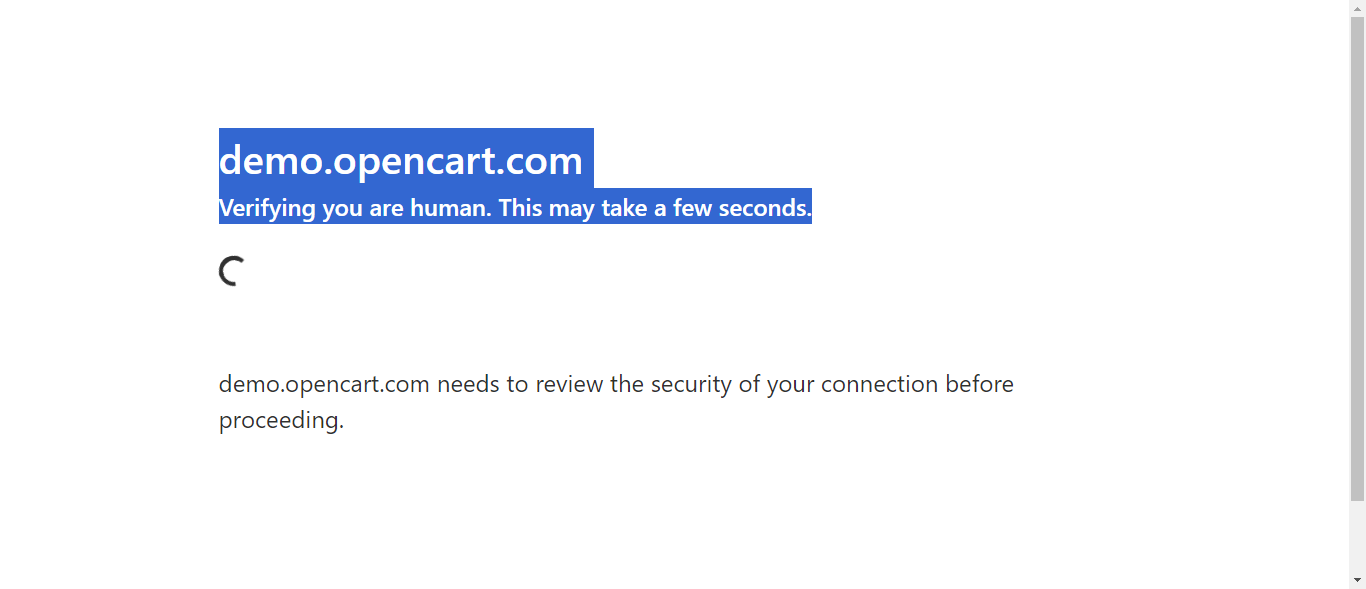 demo.opencart.com
Verifying you are human. This may take a few seconds.
demo.opencart.com needs to review the security of your connection before
proceeding.